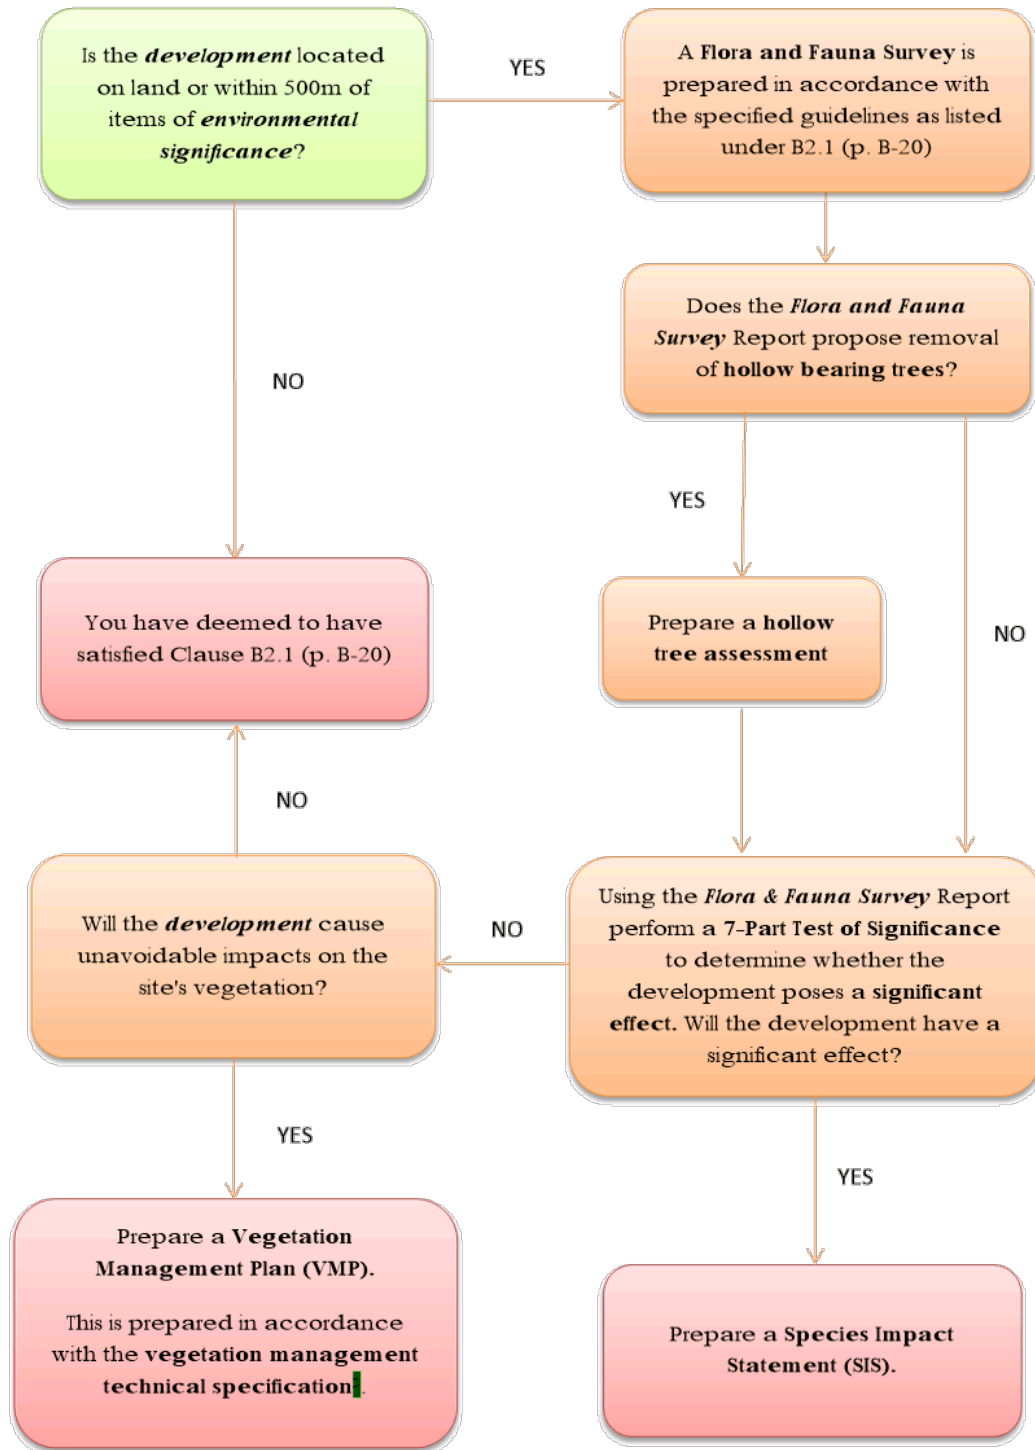 Is the development located
on land or within 500m of
items of environmental
significance?
YES
A Flora and Fauna Survey is
prepared in accordance with
the specified guidelines as listed
under B2.1 (p. B-20)
Does the Flora and Fauna
Survey Report propose removal
of hollow bearing trees?
NO
YES
Prepare a hollow
tree assessment
NO
You have deemed to have
satisfied Clause B2.1 (p. B-20)
NO
Using the Flora & Fauna Survey Report
perform a 7-Part Test of Significance
to determine whether the
development poses a significant
effect. Will the development have a
significant effect?
NO
Will the development cause
unavoidable impacts on the
site's vegetation?
YES
YES
Prepare a Vegetation
Management Plan (VMP).
This is prepared in accordance
with the vegetation management
technical specification.
Prepare a Species Impact
Statement (SIS).